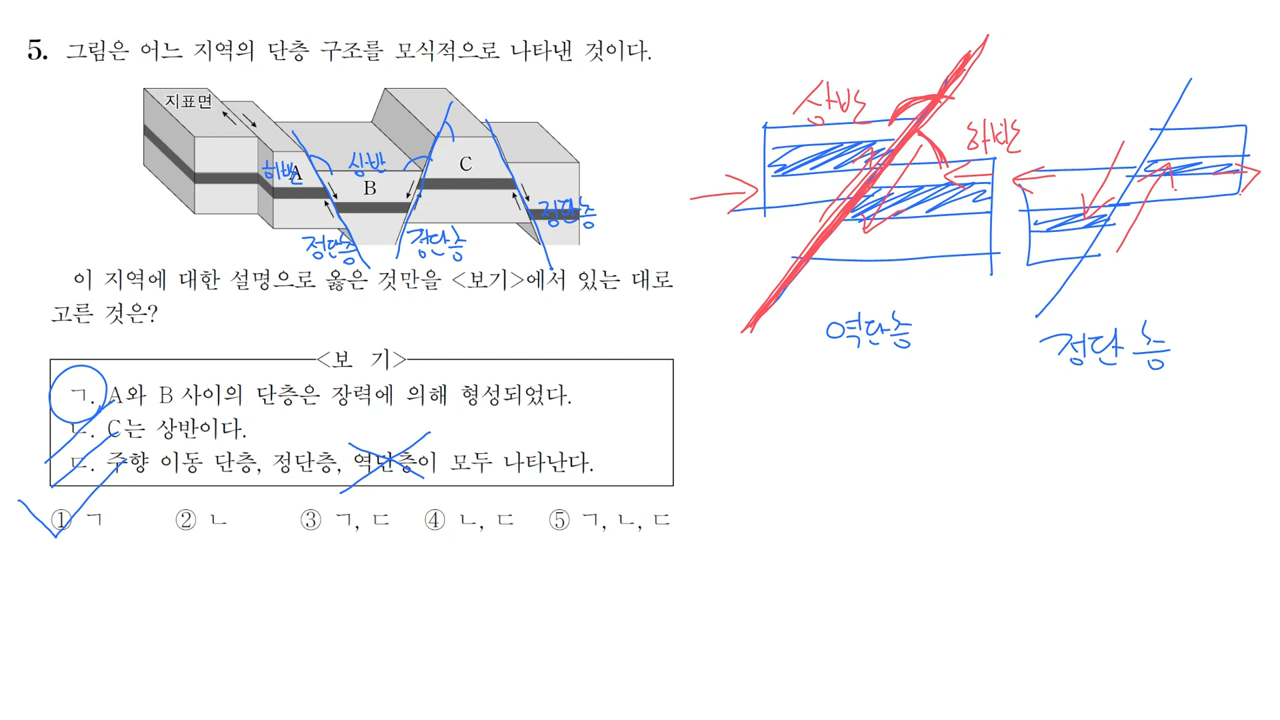 5. 그림은 어느 지역의 단층 구조를 모식적으로 나타낸 것이다.
지표면
하반
A
상반
B
C
정단층
정단층
정단층
상반
하반
역단층
정단층
이 지역에 대한 설명으로 옳은 것만을 <보기>에서 있는 대로
고른 것은?
<보 기>
ㄱ. A와 B 사이의 단층은 장력에 의해 형성되었다.
ㄴ. C는 상반이다.
ㄷ. 주향 이동 단층, 정단층, 역단층이 모두 나타난다.
① ㄱ ② ㄴ ③ ㄱ, ㄷ ④ ㄴ, ㄷ ⑤ ㄱ, ㄴ, ㄷ